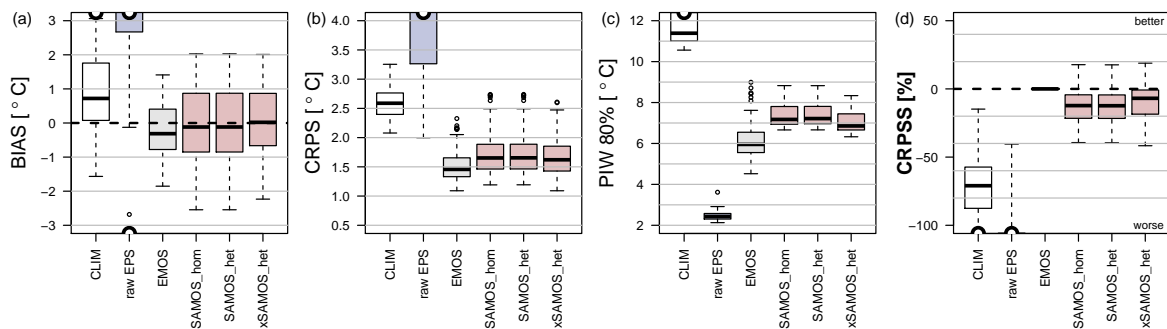 (a)
BIAS [ ° C]
3
2
1
0
−1
−2
−3
CLIM
raw EPS
EMOS
SAMOS_hom
SAMOS_het
xSAMOS_het
(b)
CRPS [ ° C]
4.0
3.5
3.0
2.5
2.0
1.5
1.0
0.5
CLIM
raw EPS
EMOS
SAMOS_hom
SAMOS_het
xSAMOS_het
(c)
PIW 80% [ ° C]
12
10
8
6
4
2
CLIM
raw EPS
EMOS
SAMOS_hom
SAMOS_het
xSAMOS_het
(d)
CRPSS [%]
50
0
−50
−100
better
worse
CLIM
raw EPS
EMOS
SAMOS_hom
SAMOS_het
xSAMOS_het